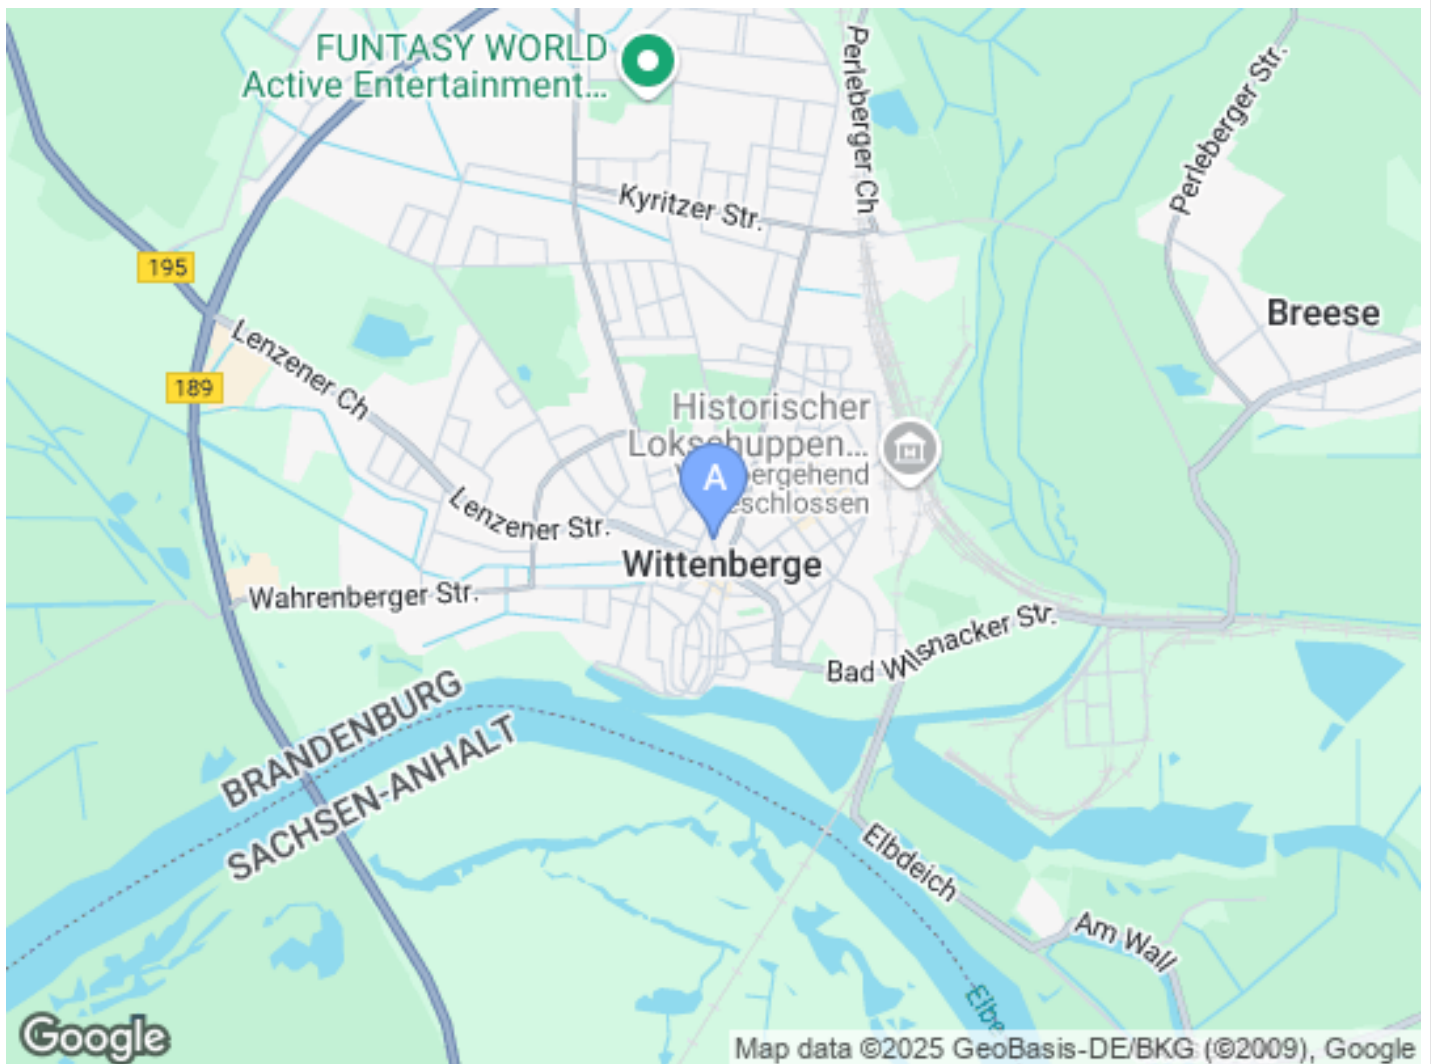 FUNTASY WORLD
Active Entertainment...
Perleberger Ch
Perleberger Str.
Kyritzer Str.
195
Breese
Lenzener Ch
189
Historischer
Lokschuppen...
A
eschlossen
Lenzener Str.
Wittenberge
Wahrenberger Str.
Bad Wilsnacker Str.
BRANDENBURG
SACHSEN-ANHALT
Elbdeich
Am Wall
Elbe
Google
Map data ©2025 GeoBasis-DE/BKG (©2009), Google